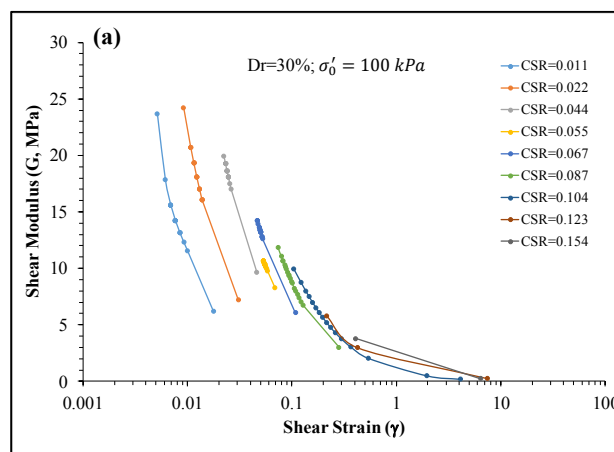 (a)
Dr=30%; σ′₀ = 100 kPa
30
25
20
15
10
5
0
Shear Modulus (G, MPa)
0.001 0.01 0.1 1 10 100
Shear Strain (γ)
CSR=0.011
CSR=0.022
CSR=0.044
CSR=0.055
CSR=0.067
CSR=0.087
CSR=0.104
CSR=0.123
CSR=0.154